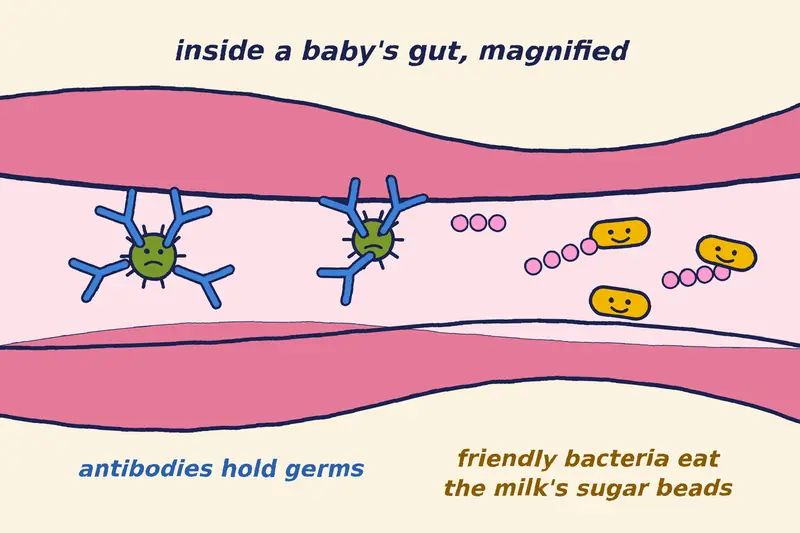 inside a baby's gut, magnified
antibodies hold germs
friendly bacteria eat
the milk's sugar beads